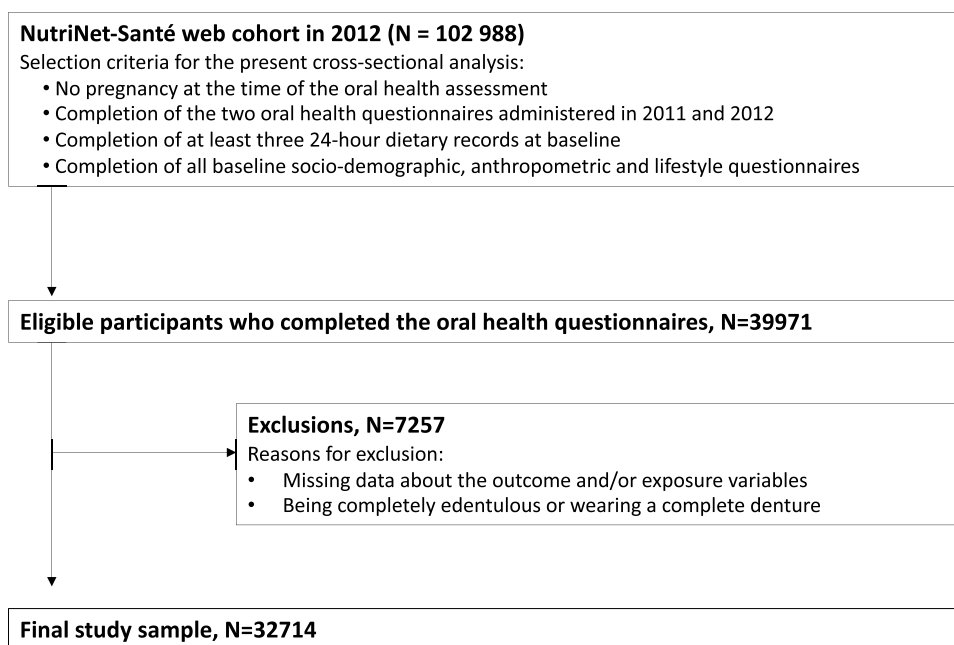 NutriNet-Santé web cohort in 2012 (N = 102 988)
Selection criteria for the present cross-sectional analysis:
• No pregnancy at the time of the oral health assessment
• Completion of the two oral health questionnaires administered in 2011 and 2012
• Completion of at least three 24-hour dietary records at baseline
• Completion of all baseline socio-demographic, anthropometric and lifestyle questionnaires
Eligible participants who completed the oral health questionnaires, N=39971
Exclusions, N=7257
Reasons for exclusion:
• Missing data about the outcome and/or exposure variables
• Being completely edentulous or wearing a complete denture
Final study sample, N=32714